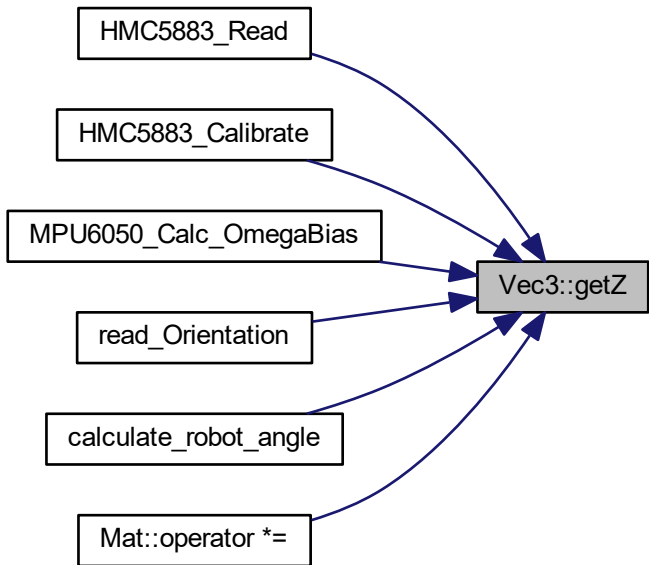 HMC5883_Read
HMC5883_Calibrate
MPU6050_Calc_OmegaBias
Vec3::getZ
read_Orientation
calculate_robot_angle
Mat::operator *=